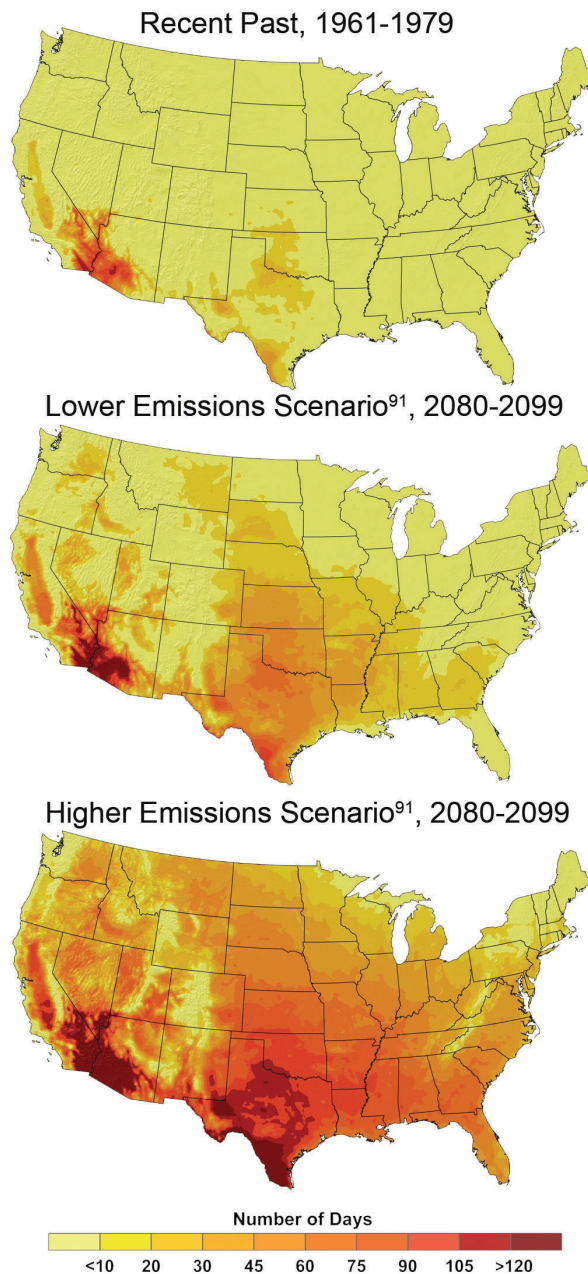 Recent Past, 1961-1979
Lower Emissions Scenario⁹¹, 2080-2099
Higher Emissions Scenario⁹¹, 2080-2099
Number of Days
<10 20 30 45 60 75 90 105 >120